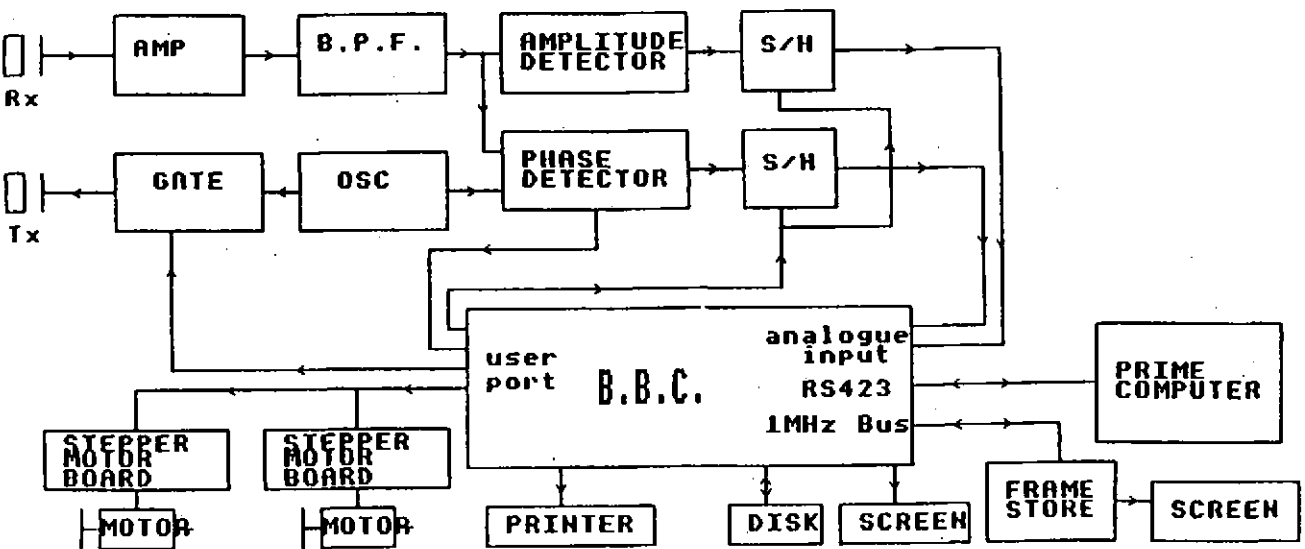 AMP
B.P.F.
AMPLITUDE
DETECTOR
S/H
Rx
GATE
OSC
PHASE
DETECTOR
S/H
Tx
user
port
B.B.C.
analogue
input
RS423
1MHz Bus
PRIME
COMPUTER
STEPPER
MOTOR
BOARD
STEPPER
MOTOR
BOARD
MOTOR
MOTOR
PRINTER
DISK
SCREEN
FRAME
STORE
SCREEN